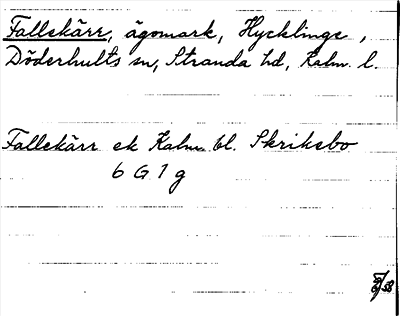 Fallekärr, ägomark, Hycklinge,
Döderhults sn, Stranda hd, Kalm. l.
Fallekärr ek Kalm. bl. Skriksbo
6 G 1 g